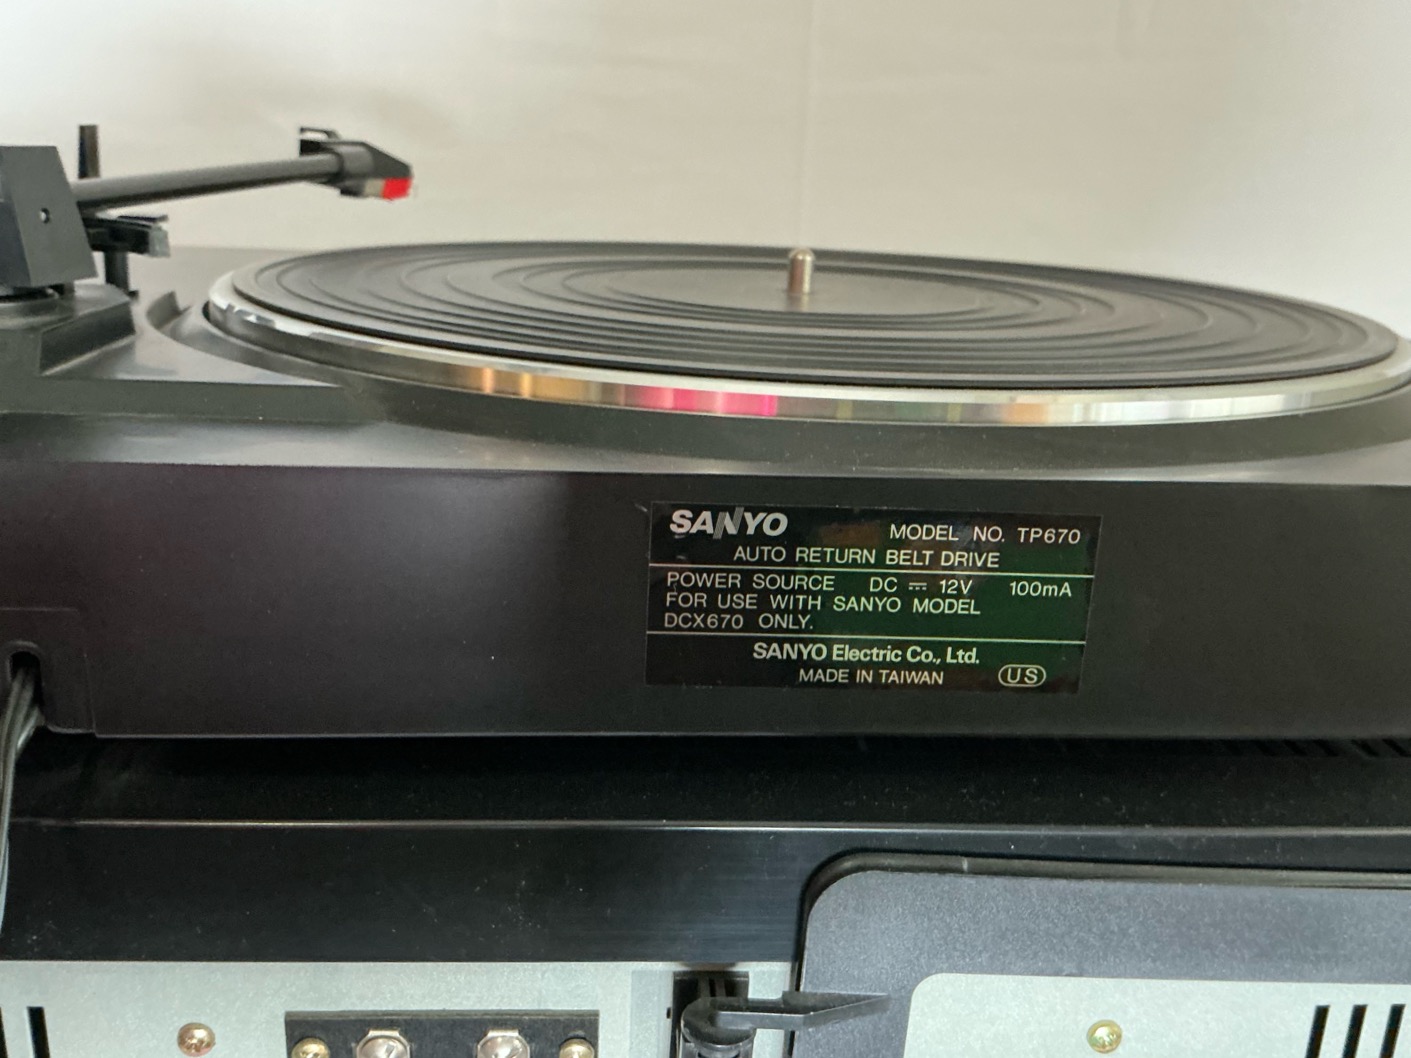 SANYO MODEL NO. TP670
AUTO RETURN BELT DRIVE
POWER SOURCE DC ⎓ 12V 100mA
FOR USE WITH SANYO MODEL
DCX670 ONLY.
SANYO Electric Co., Ltd.
MADE IN TAIWAN US